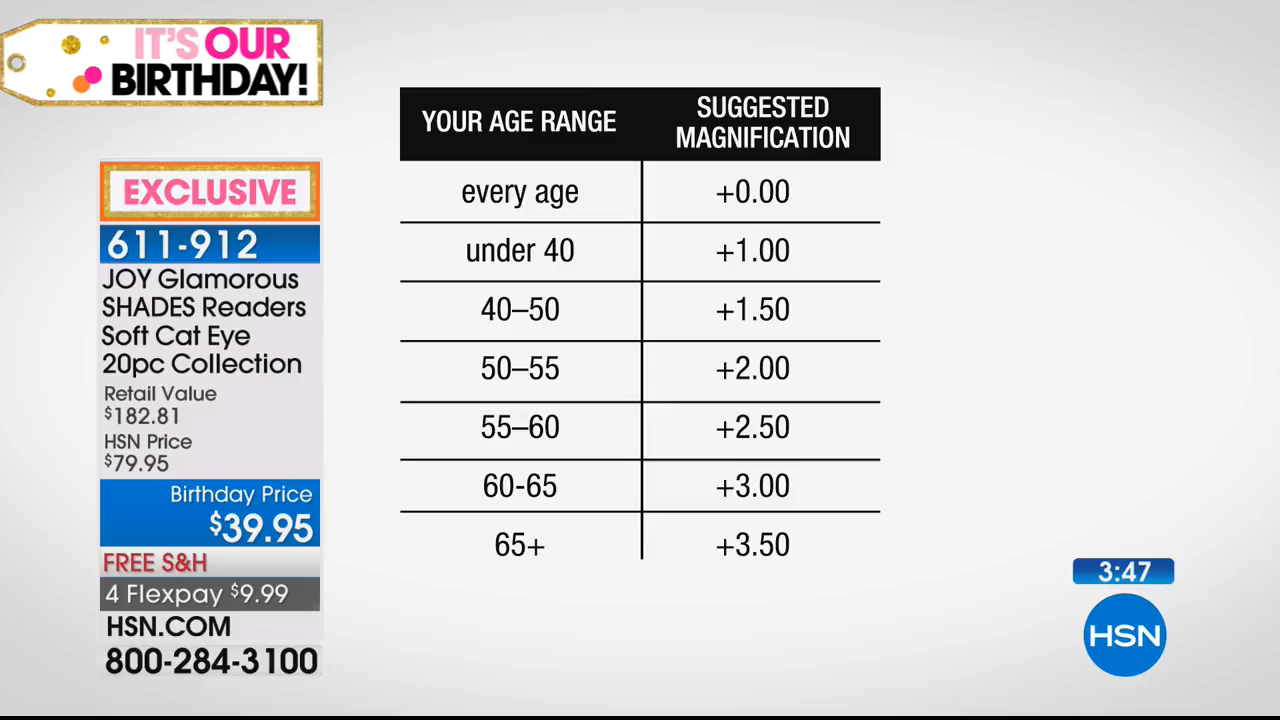 IT'S OUR
BIRTHDAY!
EXCLUSIVE
611-912
JOY Glamorous
SHADES Readers
Soft Cat Eye
20pc Collection
Retail Value
$182.81
HSN Price
$79.95
Birthday Price
$39.95
FREE S&H
4 Flexpay $9.99
HSN.COM
800-284-3100
YOUR AGE RANGE SUGGESTED MAGNIFICATION
every age +0.00
under 40 +1.00
40–50 +1.50
50–55 +2.00
55–60 +2.50
60-65 +3.00
65+ +3.50
3:47
HSN